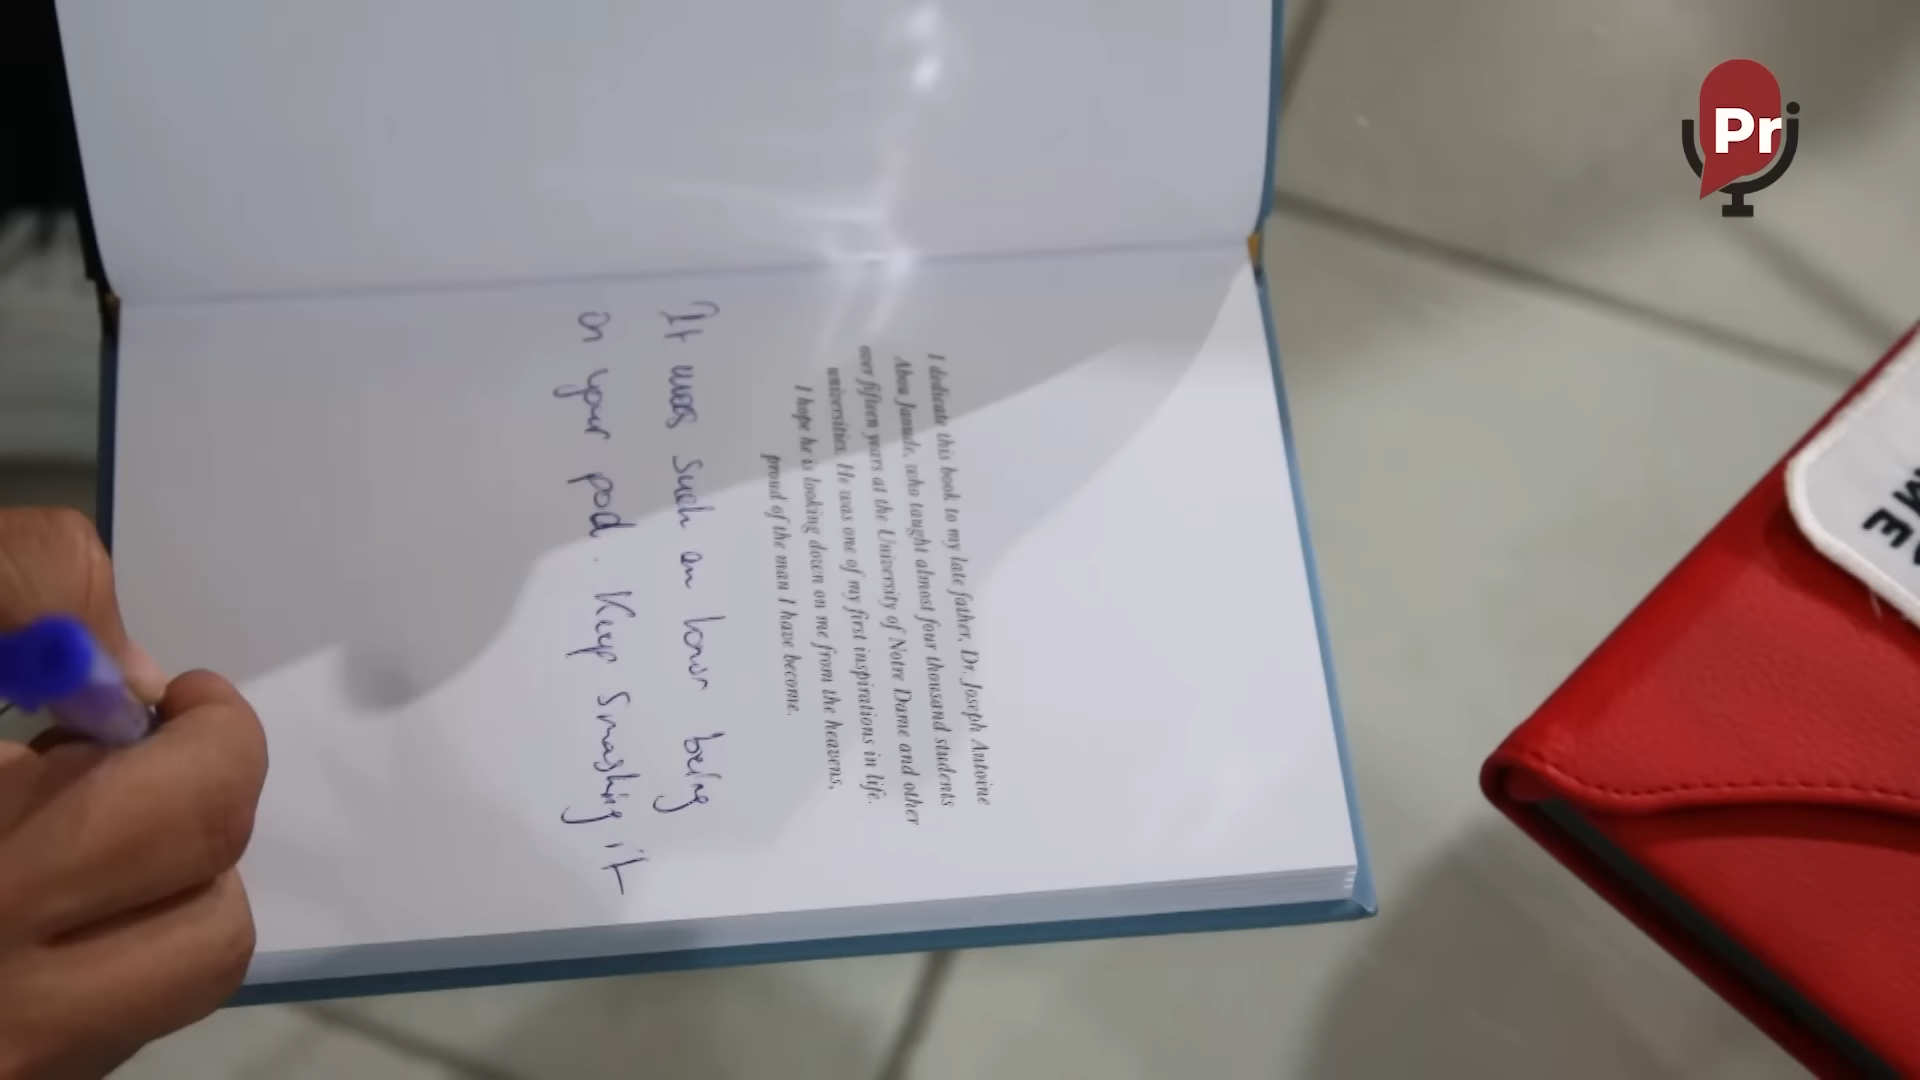 I dedicate this book to my late father, Dr. Joseph Antoine
Abou Jaoude, who taught almost four thousand students
over fifteen years at the University of Notre Dame and other
universities. He was one of my first inspirations in life.
I hope he is looking down on me from the heavens,
proud of the man I have become.
It was such an honor being
on your pod. Keep smashing it
Pri